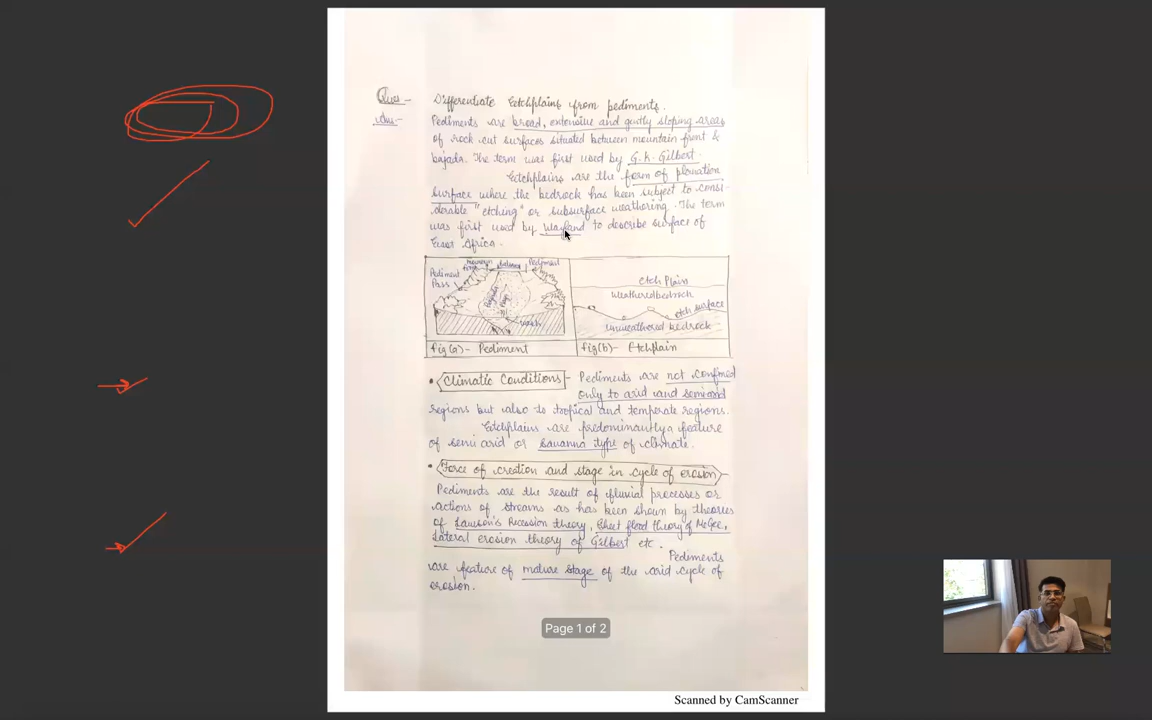 Ques- Differentiate Etchplains from pediments.
Ans- Pediments are broad, extensive and gently sloping areas
of rock cut surfaces situated between mountain front &
bajada. The term was first used by G.K. Gilbert.
Etchplains are the form of planation
surface where the bedrock has been subject to consi-
derable "etching" or subsurface weathering. The term
was first used by Wayland to describe surface of
East Africa.
Pediment
Pediment
Pass
Etch Plain
weathered bedrock
etch surface
unweathered bedrock
fig(a)- Pediment
fig(b)- Etchplain
• Climatic Conditions - Pediments are not confined
only to arid and semiarid
regions but also to tropical and temperate regions.
Etchplains are predominantly a feature
of semi arid or savanna type of climate.
• Force of creation and stage in cycle of erosion -
Pediments are the result of fluvial processes or
actions of streams as has been shown by theories
of Lawson's Recession theory, Sheet flood theory of McGee,
Lateral erosion theory of Gilbert etc.
Pediments
are feature of mature stage of the arid cycle of
erosion.
Page 1 of 2
Scanned by CamScanner